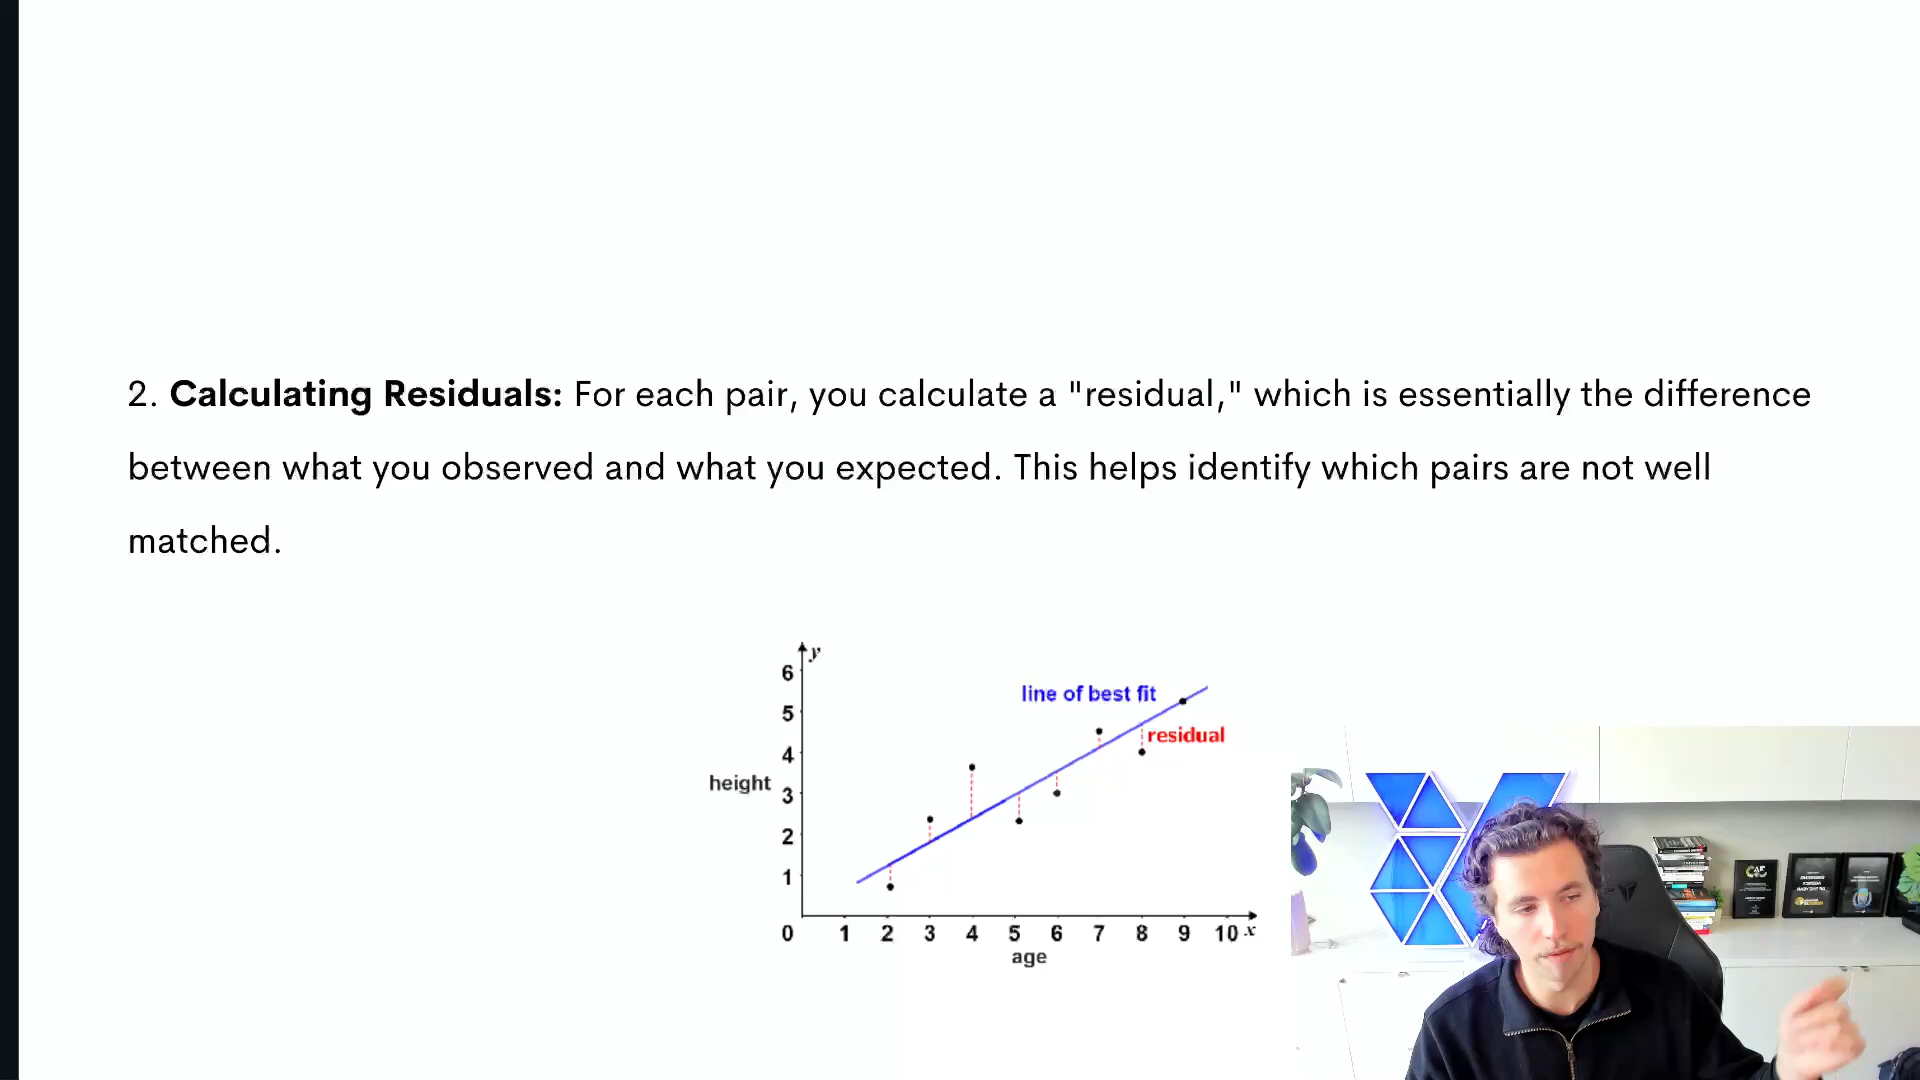 2. Calculating Residuals: For each pair, you calculate a "residual," which is essentially the difference
between what you observed and what you expected. This helps identify which pairs are not well
matched.
y
6
5
4
3
2
1
0
height
line of best fit
residual
1 2 3 4 5 6 7 8 9 10 x
age